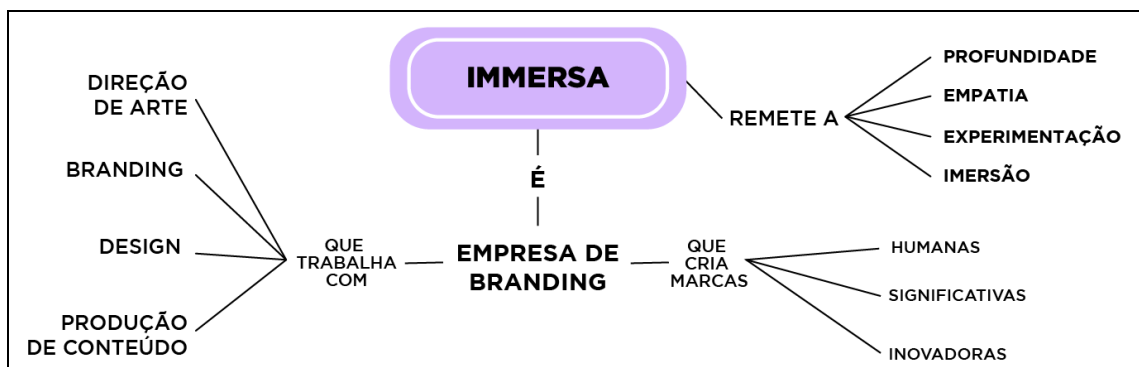 IMMERSA
REMETE A
PROFUNDIDADE
EMPATIA
EXPERIMENTAÇÃO
IMERSÃO
É
EMPRESA DE
BRANDING
QUE
TRABALHA
COM
DIREÇÃO
DE ARTE
BRANDING
DESIGN
PRODUÇÃO
DE CONTEÚDO
QUE
CRIA
MARCAS
HUMANAS
SIGNIFICATIVAS
INOVADORAS